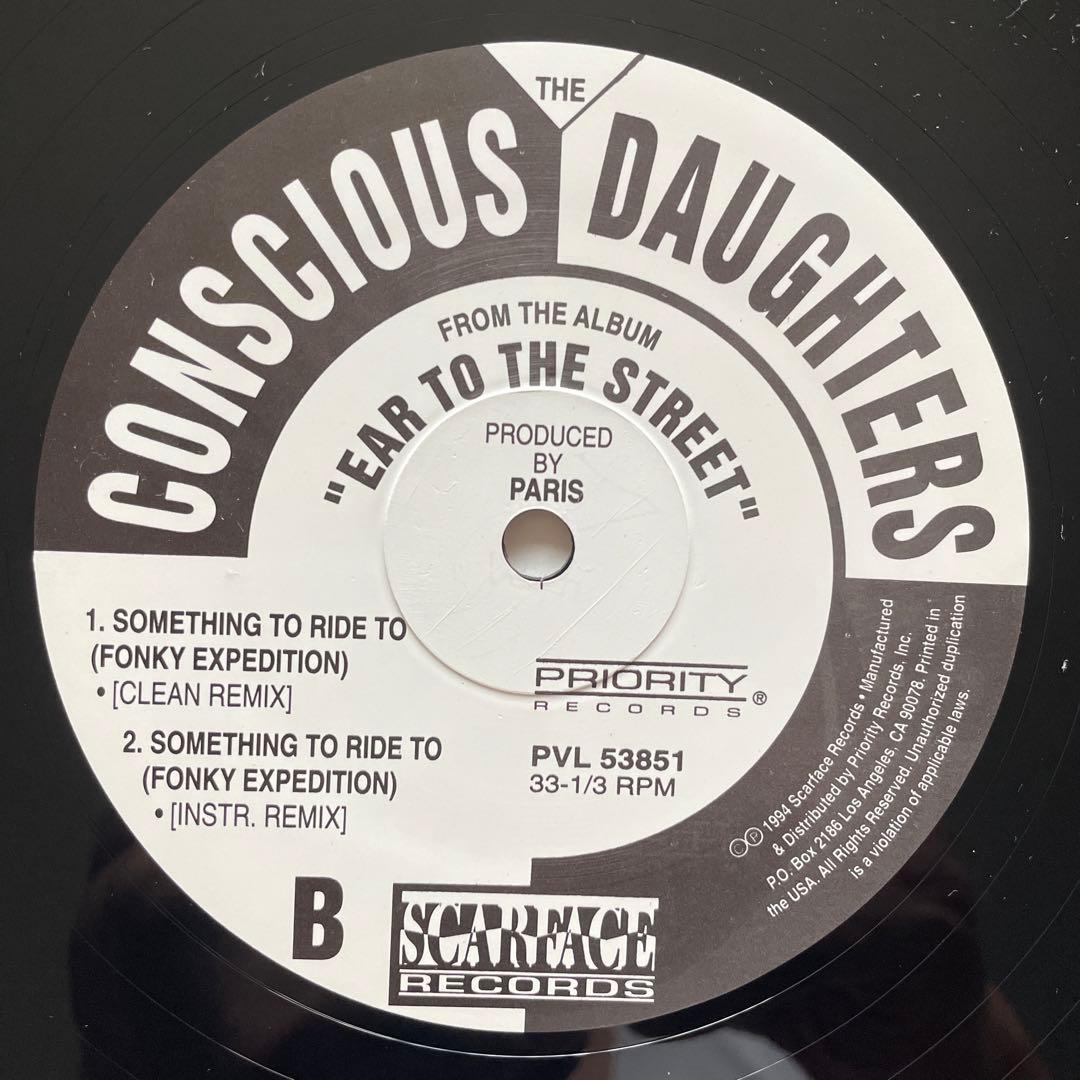 THE
CONSCIOUS DAUGHTERS
FROM THE ALBUM
"EAR TO THE STREET"
PRODUCED
BY
PARIS
1. SOMETHING TO RIDE TO
(FONKY EXPEDITION)
• [CLEAN REMIX]
2. SOMETHING TO RIDE TO
(FONKY EXPEDITION)
• [INSTR. REMIX]
PRIORITY
RECORDS®
PVL 53851
33-1/3 RPM
©℗ 1994 Scarface Records • Manufactured
& Distributed by Priority Records, Inc.
P.O. Box 2186 Los Angeles, CA 90078. Printed in
the USA. All Rights Reserved. Unauthorized duplication
is a violation of applicable laws.
B
SCARFACE
RECORDS